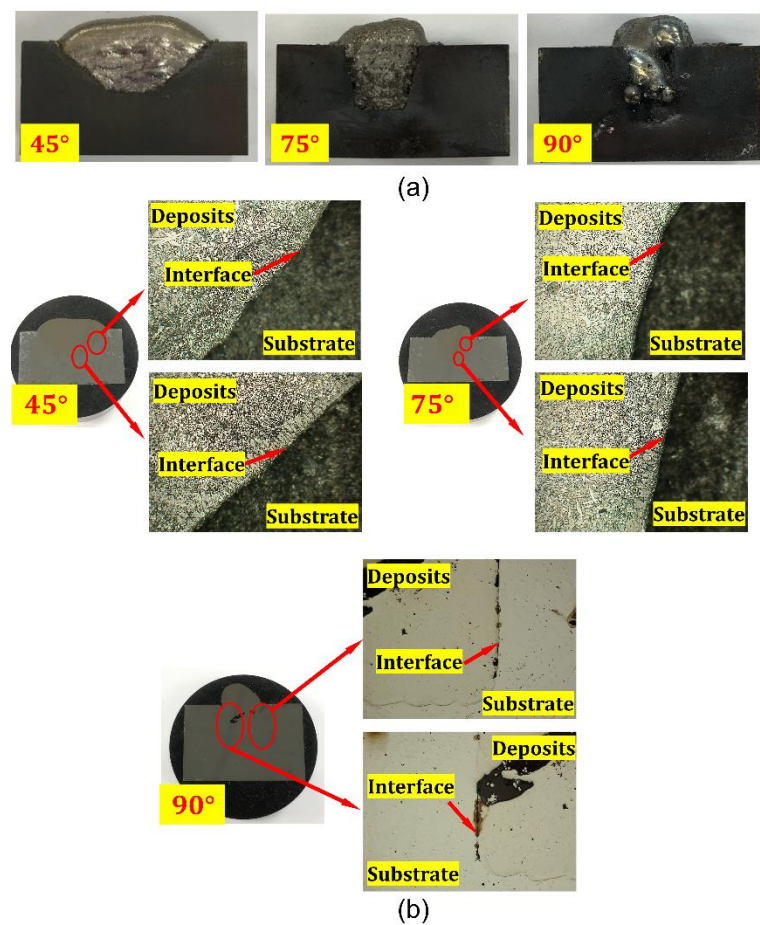 45° 75° 90°
(a)
Deposits
Interface
Substrate
Deposits
Interface
Substrate
45°
Deposits
Interface
Substrate
Deposits
Interface
Substrate
75°
Deposits
Interface
Substrate
Deposits
Interface
Substrate
90°
(b)